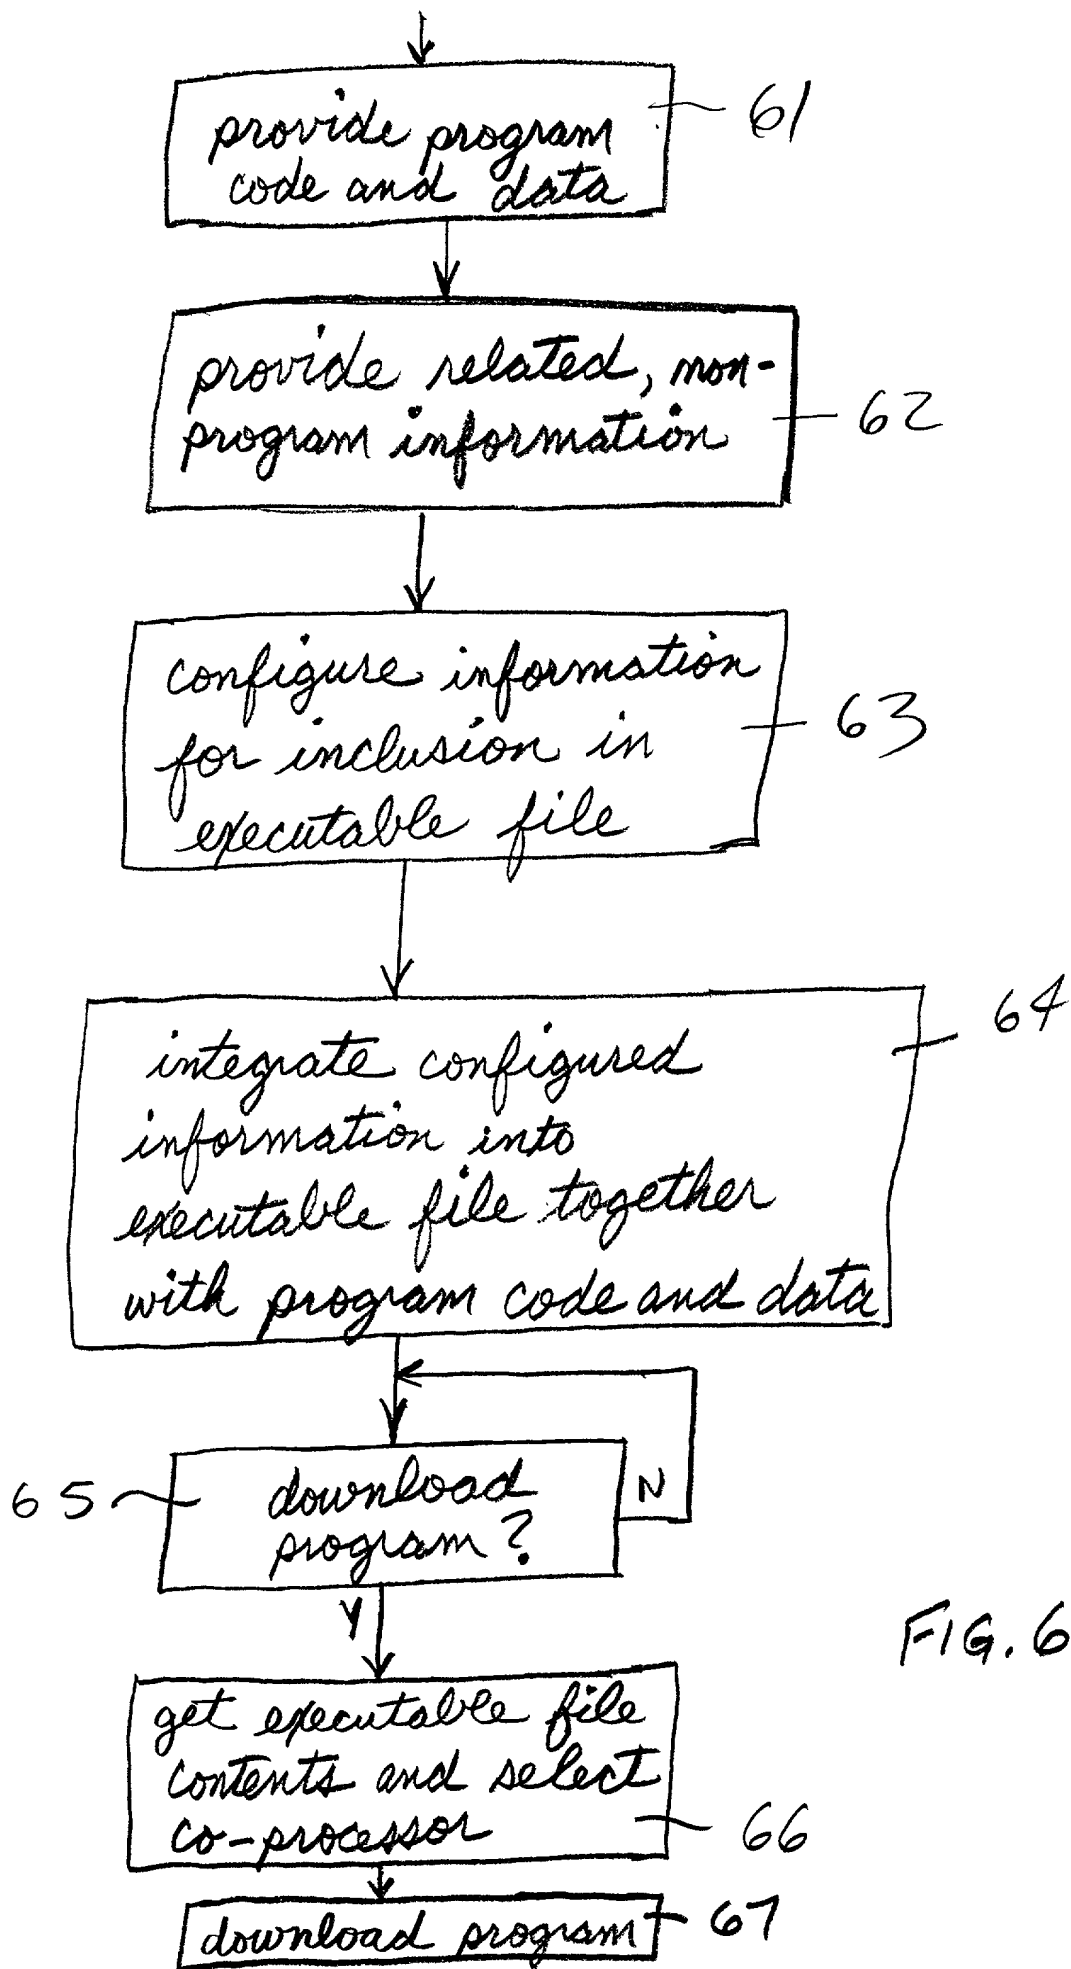 provide program
code and data
61
provide related, non-
program information
62
configure information
for inclusion in
executable file
63
integrate configured
information into
executable file together
with program code and data
64
download
program?
65
N
Y
get executable file
contents and select
co-processor
66
download program
67
FIG. 6